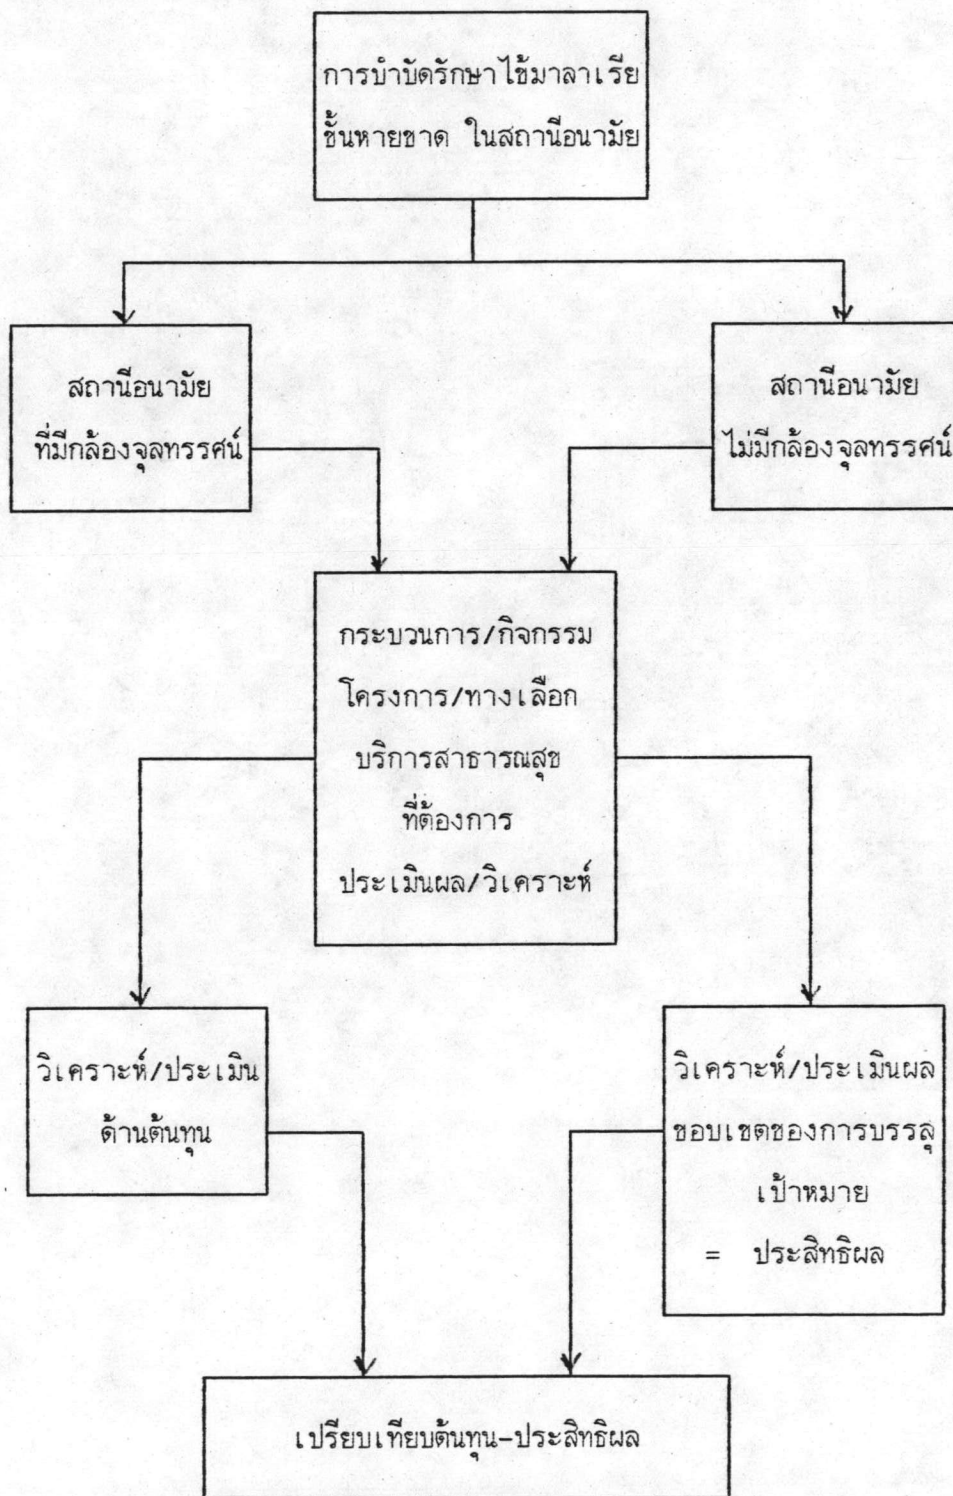 การบำบัดรักษาไข้มาลาเรีย
ขั้นหายขาด ในสถานีอนามัย
สถานีอนามัย
ที่มีกล้องจุลทรรศน์
สถานีอนามัย
ไม่มีกล้องจุลทรรศน์
กระบวนการ/กิจกรรม
โครงการ/ทางเลือก
บริการสาธารณสุข
ที่ต้องการ
ประเมินผล/วิเคราะห์
วิเคราะห์/ประเมิน
ด้านต้นทุน
วิเคราะห์/ประเมินผล
ขอบเขตของการบรรลุ
เป้าหมาย
= ประสิทธิผล
เปรียบเทียบต้นทุน-ประสิทธิผล